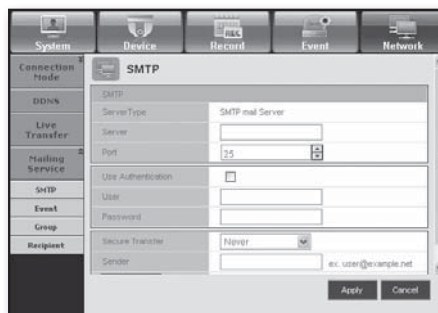 System Device Record Event Network
Connection Mode
DDNS
Live Transfer
Mailing Service
SMTP
Event
Group
Recipient
SMTP
SMTP
ServerType SMTP mail Server
Server
Port 25
Use Authentication
User
Password
Secure Transfer Never
Sender ex. user@example.net
Apply Cancel